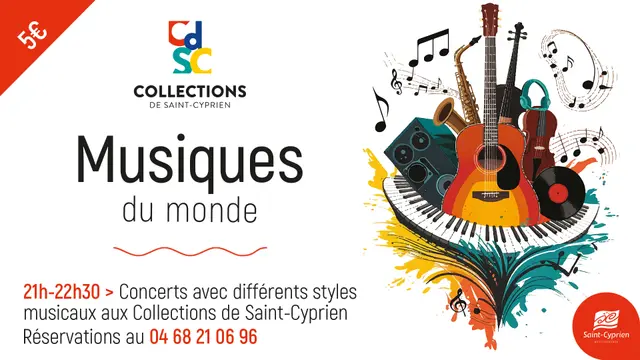 5€
CdSC
COLLECTIONS
DE SAINT-CYPRIEN
Musiques
du monde
21h-22h30 > Concerts avec différents styles
musicaux aux Collections de Saint-Cyprien
Réservations au 04 68 21 06 96
Saint-Cyprien